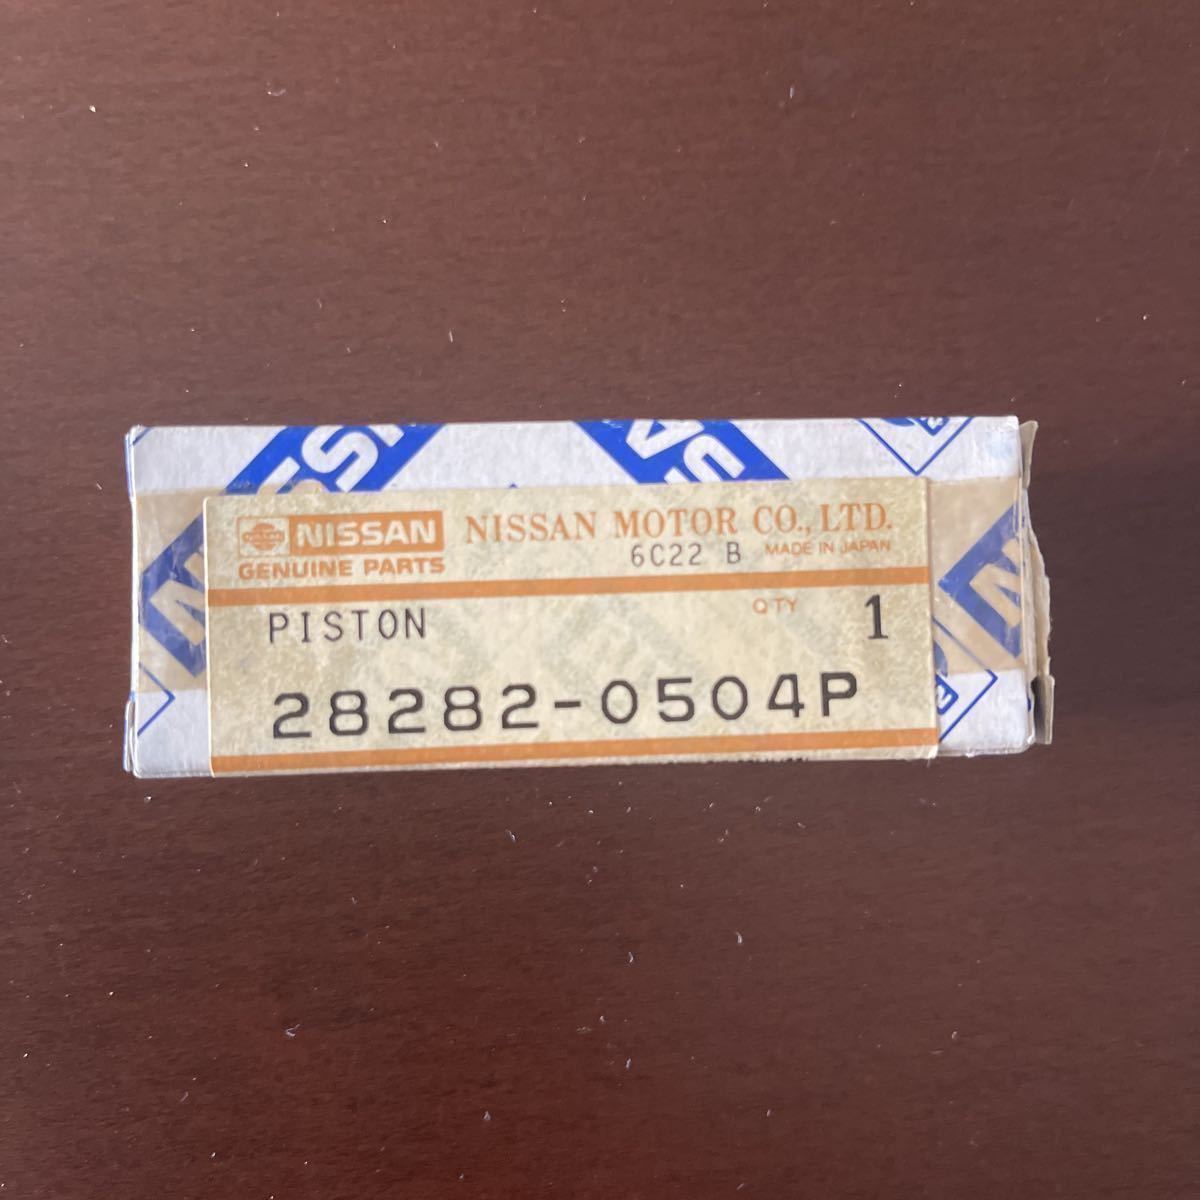 NISSAN
GENUINE PARTS
NISSAN MOTOR CO., LTD.
6C22 B MADE IN JAPAN
PISTON QTY 1
28282-0504P